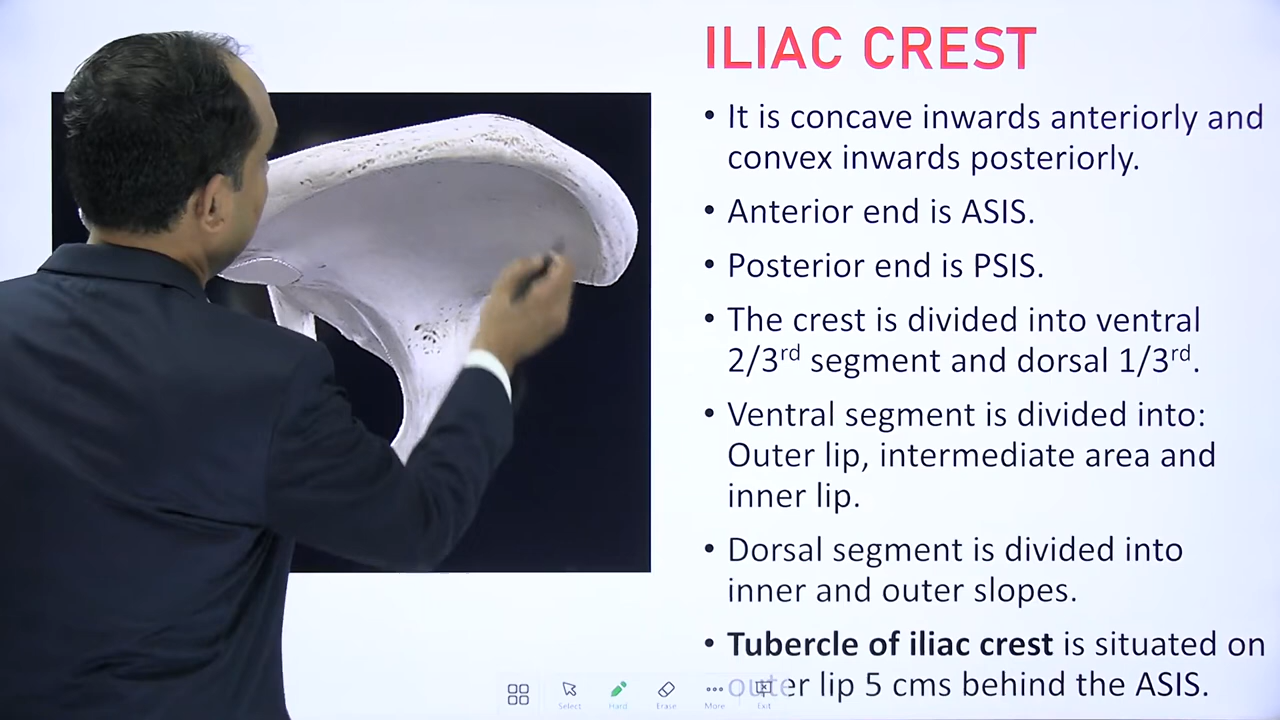 ILIAC CREST
• It is concave inwards anteriorly and
convex inwards posteriorly.
• Anterior end is ASIS.
• Posterior end is PSIS.
• The crest is divided into ventral
2/3rd segment and dorsal 1/3rd.
• Ventral segment is divided into:
Outer lip, intermediate area and
inner lip.
• Dorsal segment is divided into
inner and outer slopes.
• Tubercle of iliac crest is situated on
outer lip 5 cms behind the ASIS.
Select Hard Erase More Exit